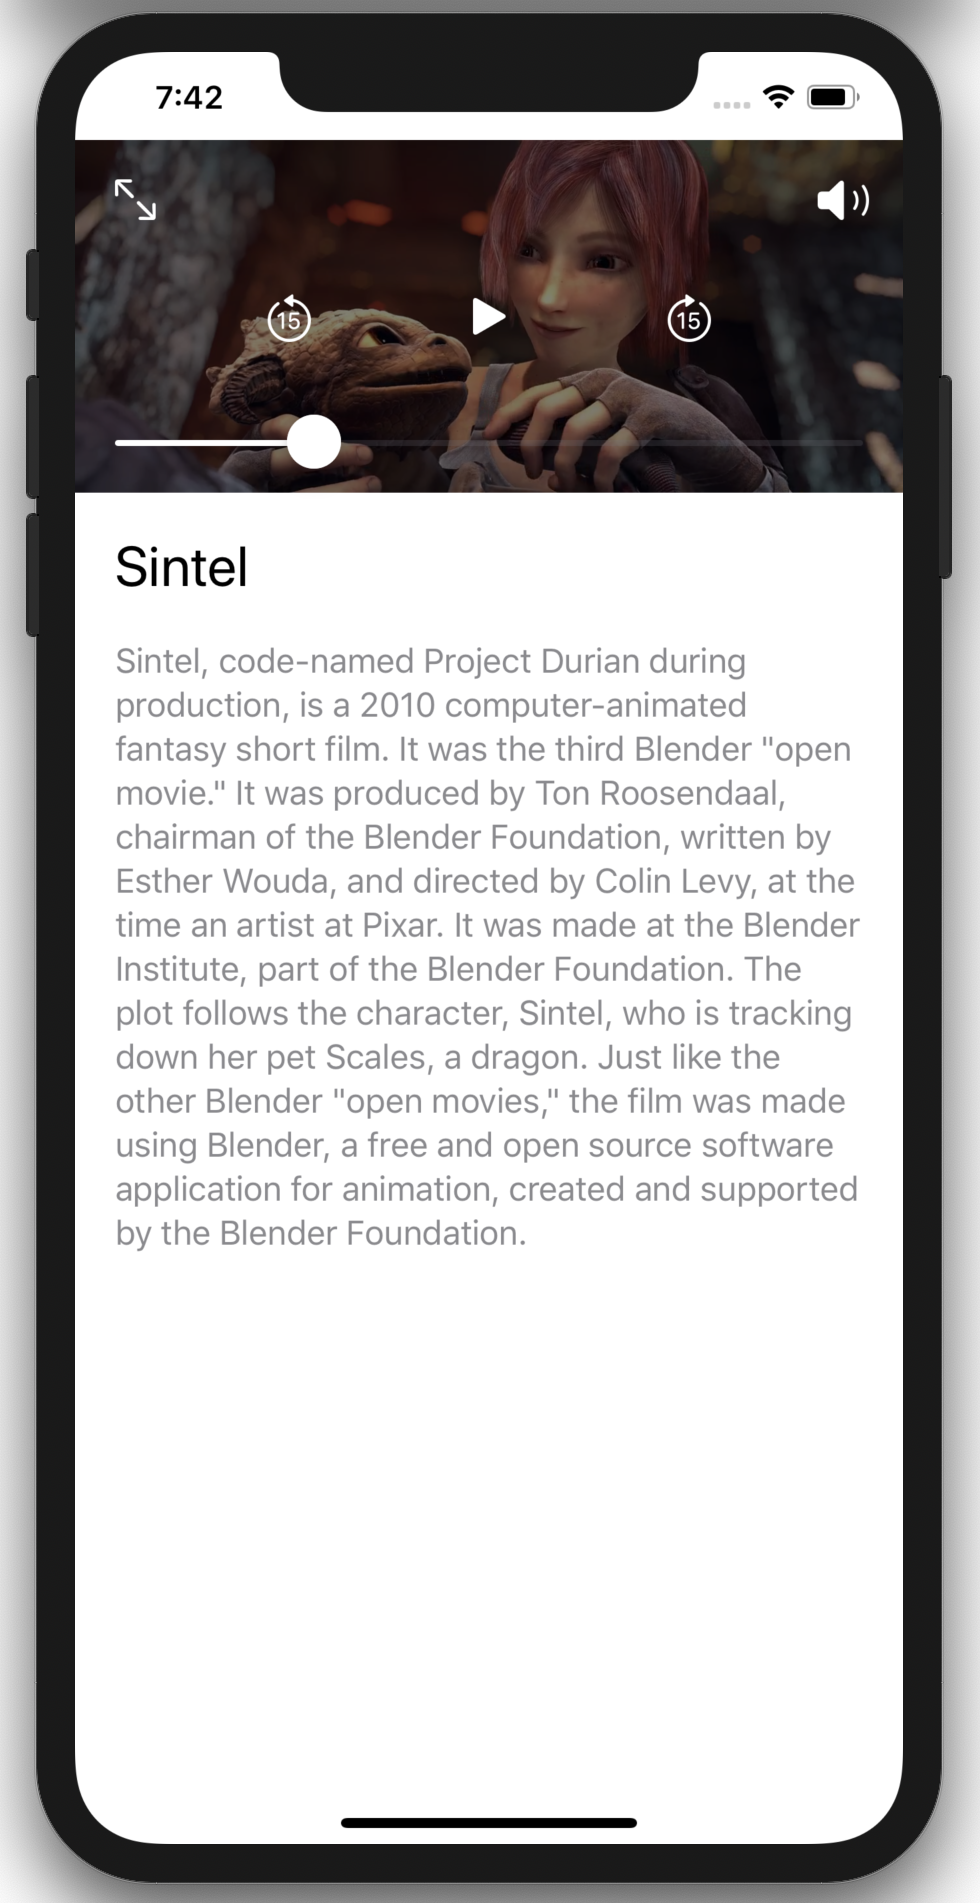 7:42
15
15
Sintel
Sintel, code-named Project Durian during
production, is a 2010 computer-animated
fantasy short film. It was the third Blender "open
movie." It was produced by Ton Roosendaal,
chairman of the Blender Foundation, written by
Esther Wouda, and directed by Colin Levy, at the
time an artist at Pixar. It was made at the Blender
Institute, part of the Blender Foundation. The
plot follows the character, Sintel, who is tracking
down her pet Scales, a dragon. Just like the
other Blender "open movies," the film was made
using Blender, a free and open source software
application for animation, created and supported
by the Blender Foundation.